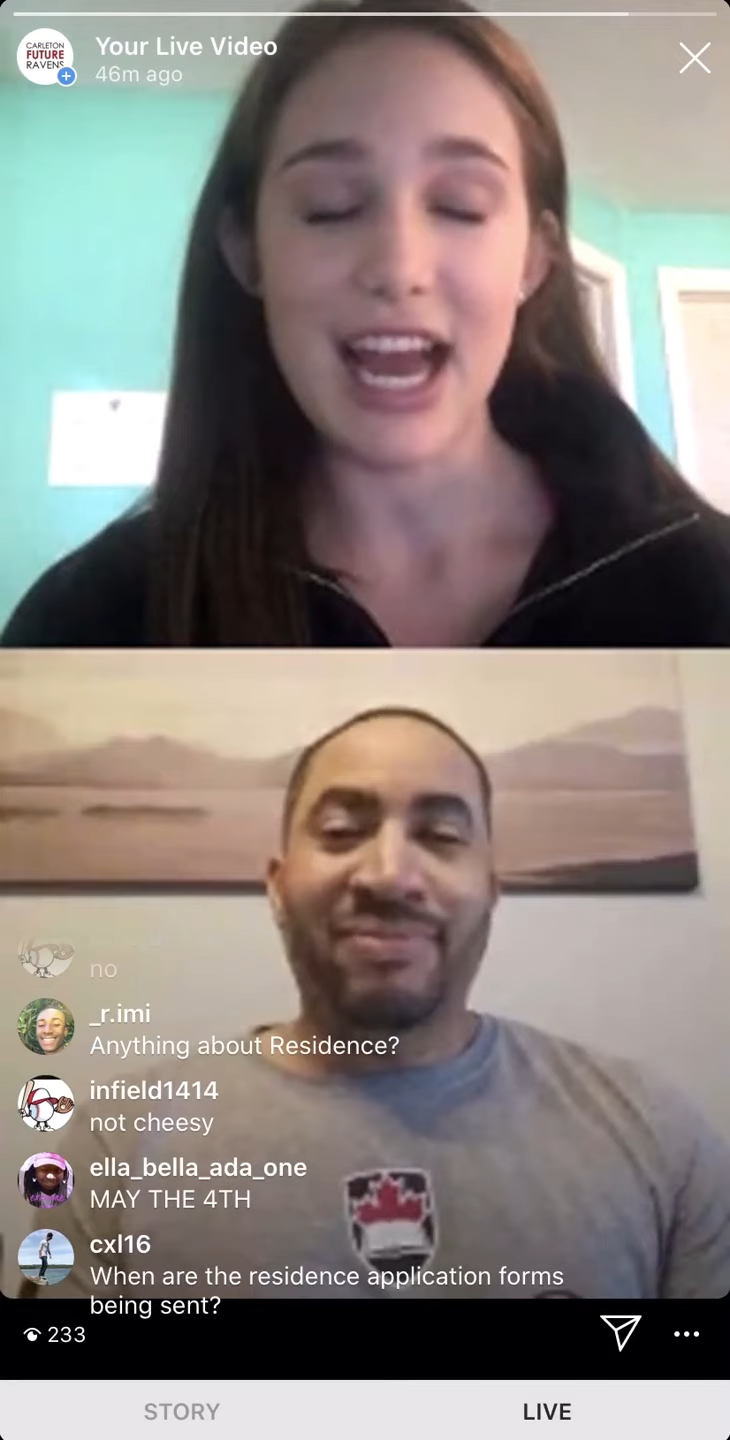 CARLETON
FUTURE
RAVENS
Your Live Video
46m ago
no
_r.imi
Anything about Residence?
infield1414
not cheesy
ella_bella_ada_one
MAY THE 4TH
cxl16
When are the residence application forms
being sent?
233
STORY
LIVE